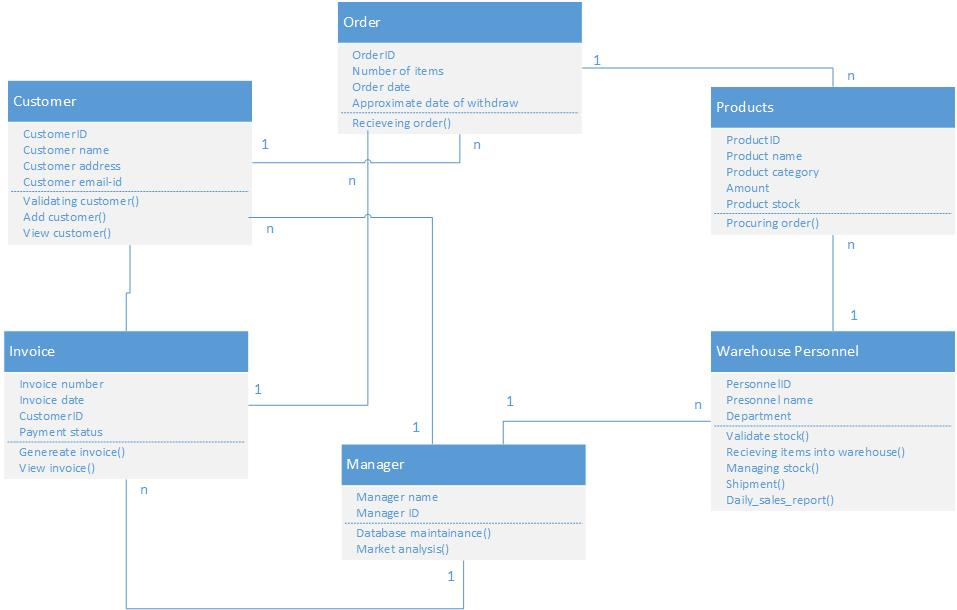 Order
OrderID
Number of items
Order date
Approximate date of withdraw
Recieveing order()
1
n
Customer
CustomerID
Customer name
Customer address
Customer email-id
Validating customer()
Add customer()
View customer()
1
n
n
n
Products
ProductID
Product name
Product category
Amount
Product stock
Procuring order()
n
1
Invoice
Invoice number
Invoice date
CustomerID
Payment status
Genereate invoice()
View invoice()
1
n
1
Manager
Manager name
Manager ID
Database maintainance()
Market analysis()
1
1
n
Warehouse Personnel
PersonnelID
Presonnel name
Department
Validate stock()
Recieving items into warehouse()
Managing stock()
Shipment()
Daily_sales_report()